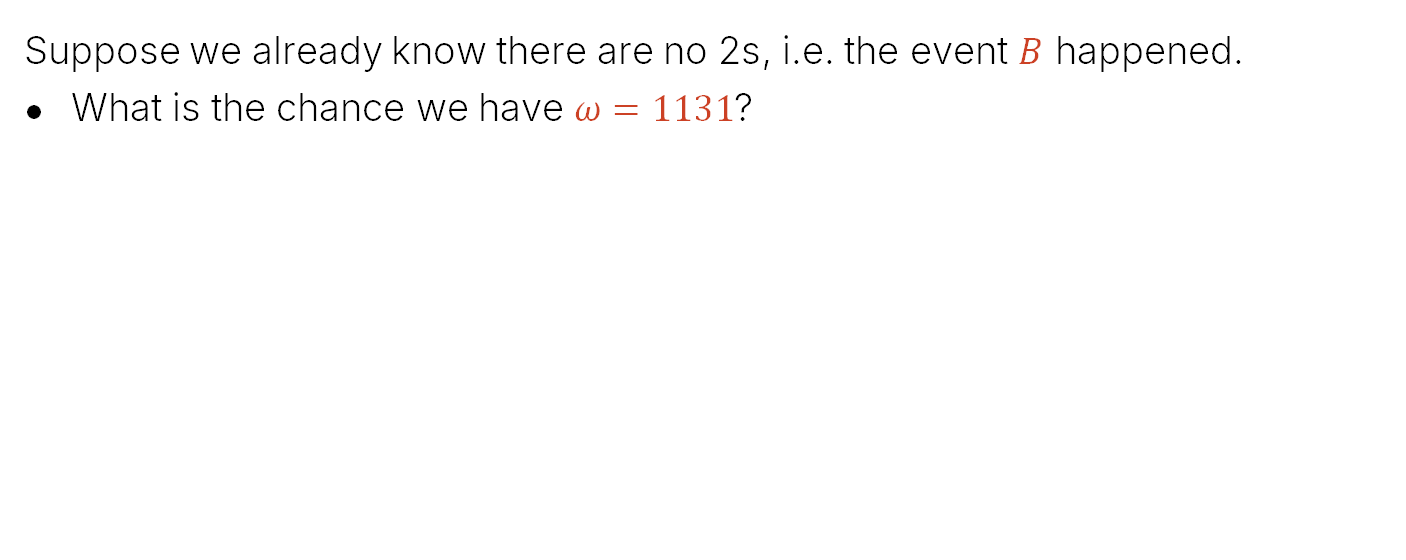 Suppose we already know there are no 2s, i.e. the event B happened.
• What is the chance we have ω = 1131?